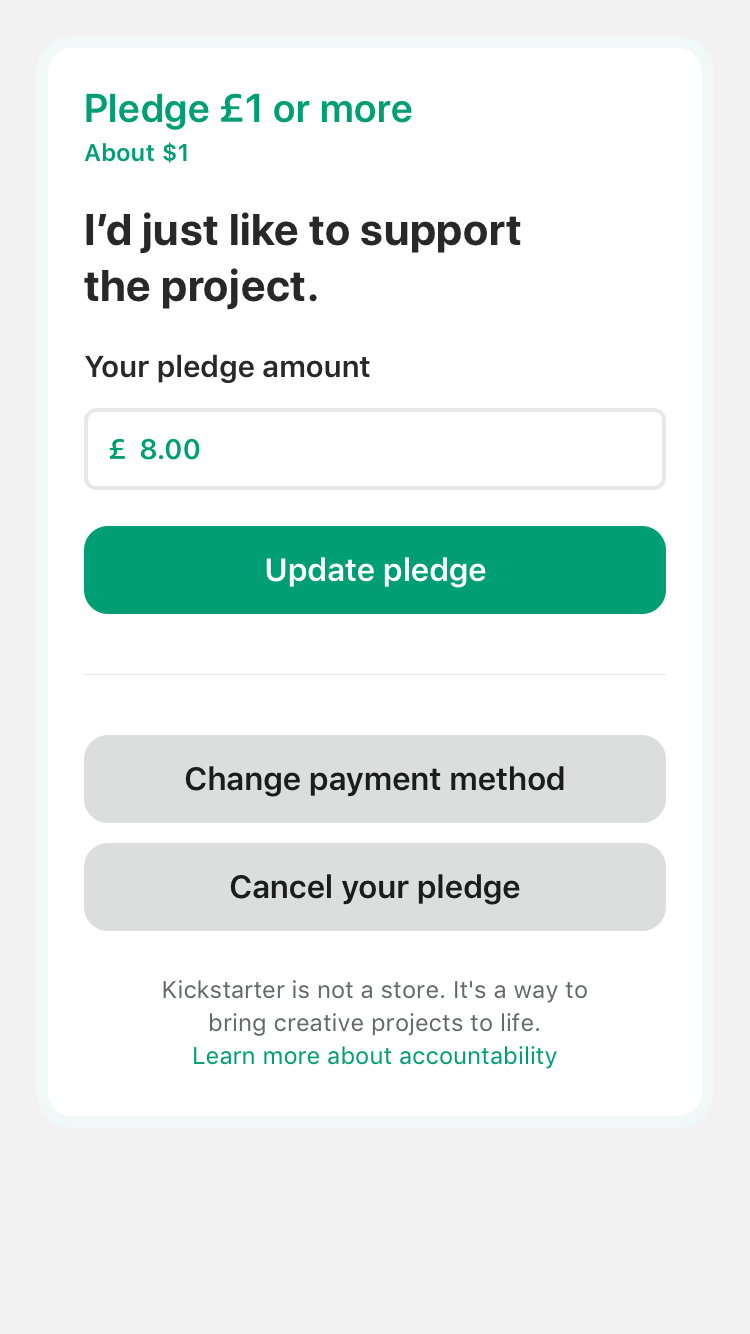 Pledge £1 or more
About $1
I’d just like to support
the project.
Your pledge amount
£ 8.00
Update pledge
Change payment method
Cancel your pledge
Kickstarter is not a store. It's a way to
bring creative projects to life.
Learn more about accountability